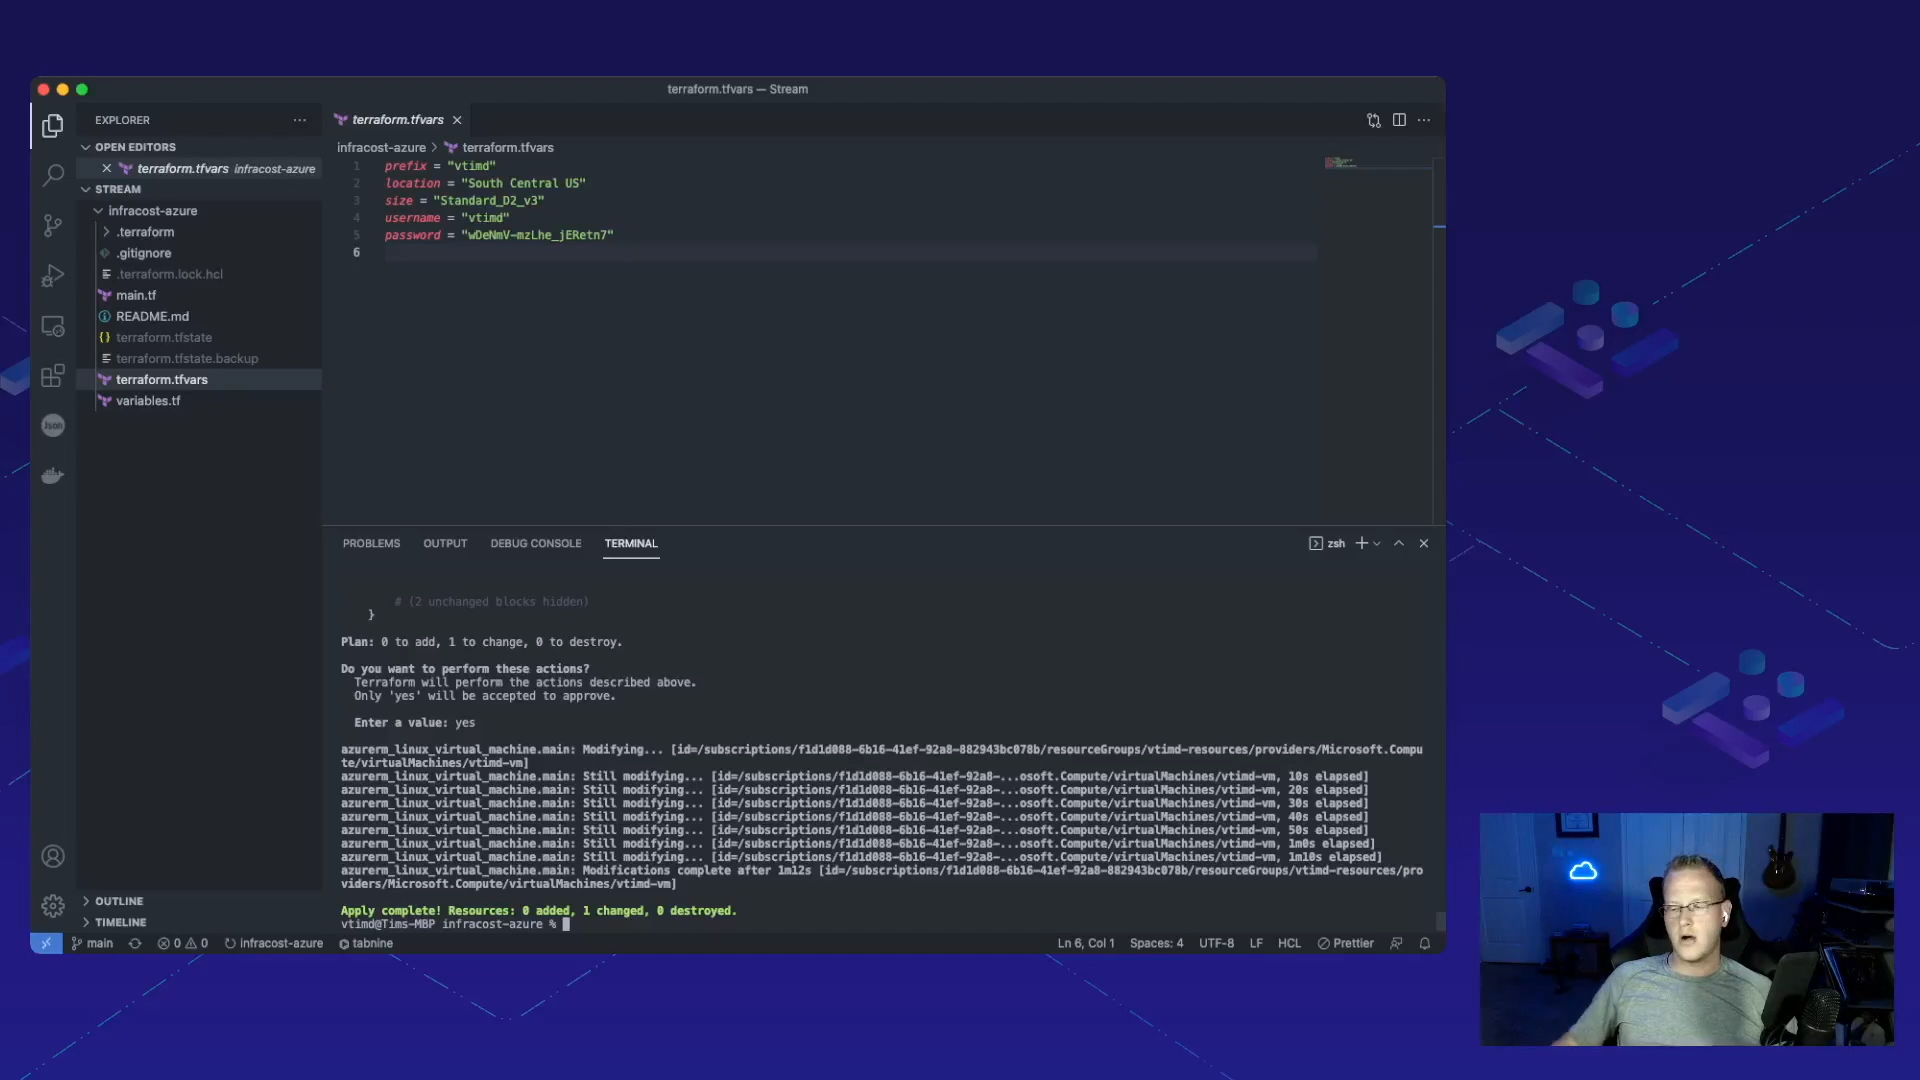 terraform.tfvars — Stream
EXPLORER
OPEN EDITORS
terraform.tfvars infracost-azure
STREAM
infracost-azure
.terraform
.gitignore
.terraform.lock.hcl
main.tf
README.md
terraform.tfstate
terraform.tfstate.backup
terraform.tfvars
variables.tf
OUTLINE
TIMELINE
Json
terraform.tfvars
infracost-azure > terraform.tfvars
1 prefix = "vtimd"
2 location = "South Central US"
3 size = "Standard_D2_v3"
4 username = "vtimd"
5 password = "wDeNmV-mzLhe_jERetn7"
6
PROBLEMS OUTPUT DEBUG CONSOLE TERMINAL
zsh
# (2 unchanged blocks hidden)
}
Plan: 0 to add, 1 to change, 0 to destroy.
Do you want to perform these actions?
Terraform will perform the actions described above.
Only 'yes' will be accepted to approve.
Enter a value: yes
azurerm_linux_virtual_machine.main: Modifying... [id=/subscriptions/f1d1d088-6b16-41ef-92a8-882943bc078b/resourceGroups/vtimd-resources/providers/Microsoft.Compu
te/virtualMachines/vtimd-vm]
azurerm_linux_virtual_machine.main: Still modifying... [id=/subscriptions/f1d1d088-6b16-41ef-92a8-...osoft.Compute/virtualMachines/vtimd-vm, 10s elapsed]
azurerm_linux_virtual_machine.main: Still modifying... [id=/subscriptions/f1d1d088-6b16-41ef-92a8-...osoft.Compute/virtualMachines/vtimd-vm, 20s elapsed]
azurerm_linux_virtual_machine.main: Still modifying... [id=/subscriptions/f1d1d088-6b16-41ef-92a8-...osoft.Compute/virtualMachines/vtimd-vm, 30s elapsed]
azurerm_linux_virtual_machine.main: Still modifying... [id=/subscriptions/f1d1d088-6b16-41ef-92a8-...osoft.Compute/virtualMachines/vtimd-vm, 40s elapsed]
azurerm_linux_virtual_machine.main: Still modifying... [id=/subscriptions/f1d1d088-6b16-41ef-92a8-...osoft.Compute/virtualMachines/vtimd-vm, 50s elapsed]
azurerm_linux_virtual_machine.main: Still modifying... [id=/subscriptions/f1d1d088-6b16-41ef-92a8-...osoft.Compute/virtualMachines/vtimd-vm, 1m0s elapsed]
azurerm_linux_virtual_machine.main: Still modifying... [id=/subscriptions/f1d1d088-6b16-41ef-92a8-...osoft.Compute/virtualMachines/vtimd-vm, 1m10s elapsed]
azurerm_linux_virtual_machine.main: Modifications complete after 1m12s [id=/subscriptions/f1d1d088-6b16-41ef-92a8-882943bc078b/resourceGroups/vtimd-resources/pro
viders/Microsoft.Compute/virtualMachines/vtimd-vm]
Apply complete! Resources: 0 added, 1 changed, 0 destroyed.
vtimd@Tims-MBP infracost-azure %
main 0 0 infracost-azure tabnine Ln 6, Col 1 Spaces: 4 UTF-8 LF HCL Prettier